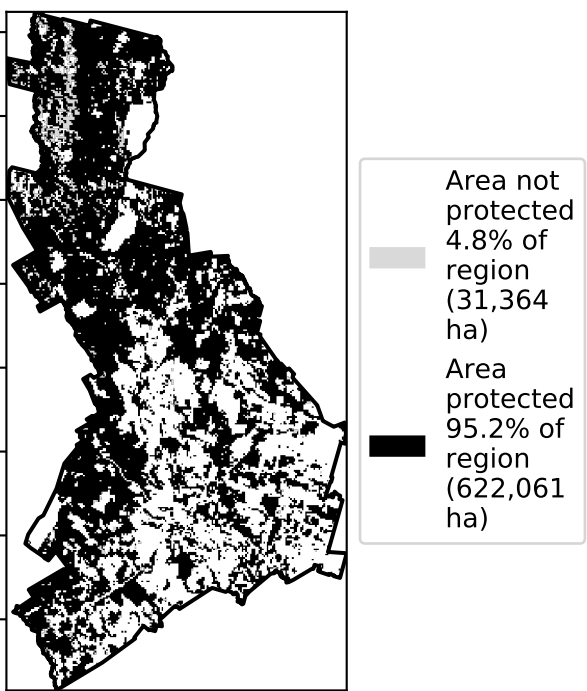 Area not
protected
4.8% of
region
(31,364
ha)
Area
protected
95.2% of
region
(622,061
ha)